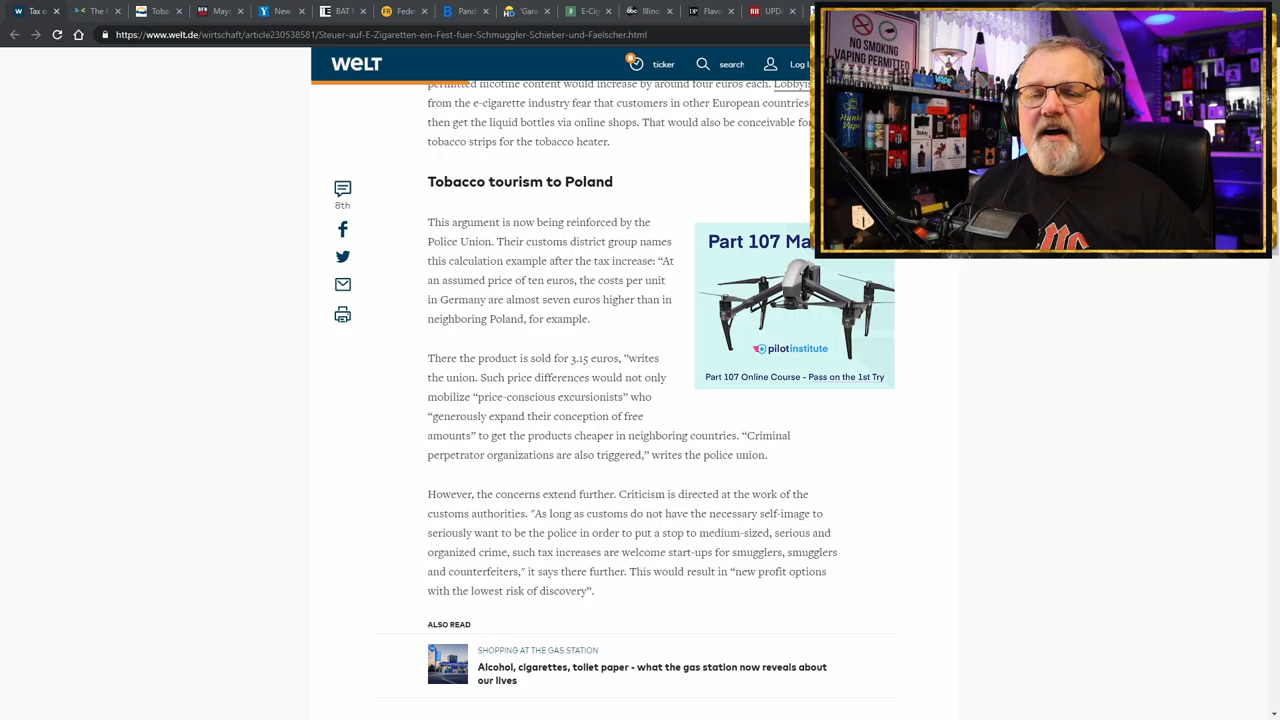 Tax o
The C
Toba
May
New
BAT
Fede
Panc
'Gara
E-Cig
Illino
RRD
UPDA
https://www.welt.de/wirtschaft/article230538581/Steuer-auf-E-Zigaretten-ein-Fest-fuer-Schmuggler-Schieber-und-Faelscher.html
WELT
ticker
search
Log i
permitted nicotine content would increase by around four euros each. Lobbyis
from the e-cigarette industry fear that customers in other European countries
then get the liquid bottles via online shops. That would also be conceivable for
tobacco strips for the tobacco heater.
Tobacco tourism to Poland
8th
This argument is now being reinforced by the
Police Union. Their customs district group names
this calculation example after the tax increase: “At
an assumed price of ten euros, the costs per unit
in Germany are almost seven euros higher than in
neighboring Poland, for example.
There the product is sold for 3.15 euros, ”writes
the union. Such price differences would not only
mobilize “price-conscious excursionists” who
“generously expand their conception of free
amounts” to get the products cheaper in neighboring countries. “Criminal
perpetrator organizations are also triggered,” writes the police union.
However, the concerns extend further. Criticism is directed at the work of the
customs authorities. "As long as customs do not have the necessary self-image to
seriously want to be the police in order to put a stop to medium-sized, serious and
organized crime, such tax increases are welcome start-ups for smugglers, smugglers
and counterfeiters," it says there further. This would result in “new profit options
with the lowest risk of discovery”.
ALSO READ
SHOPPING AT THE GAS STATION
Alcohol, cigarettes, toilet paper - what the gas station now reveals about
our lives
Part 107 Ma
pilotinstitute
Part 107 Online Course - Pass on the 1st Try
NO SMOKING
VAPING PERMITTED
VAPE